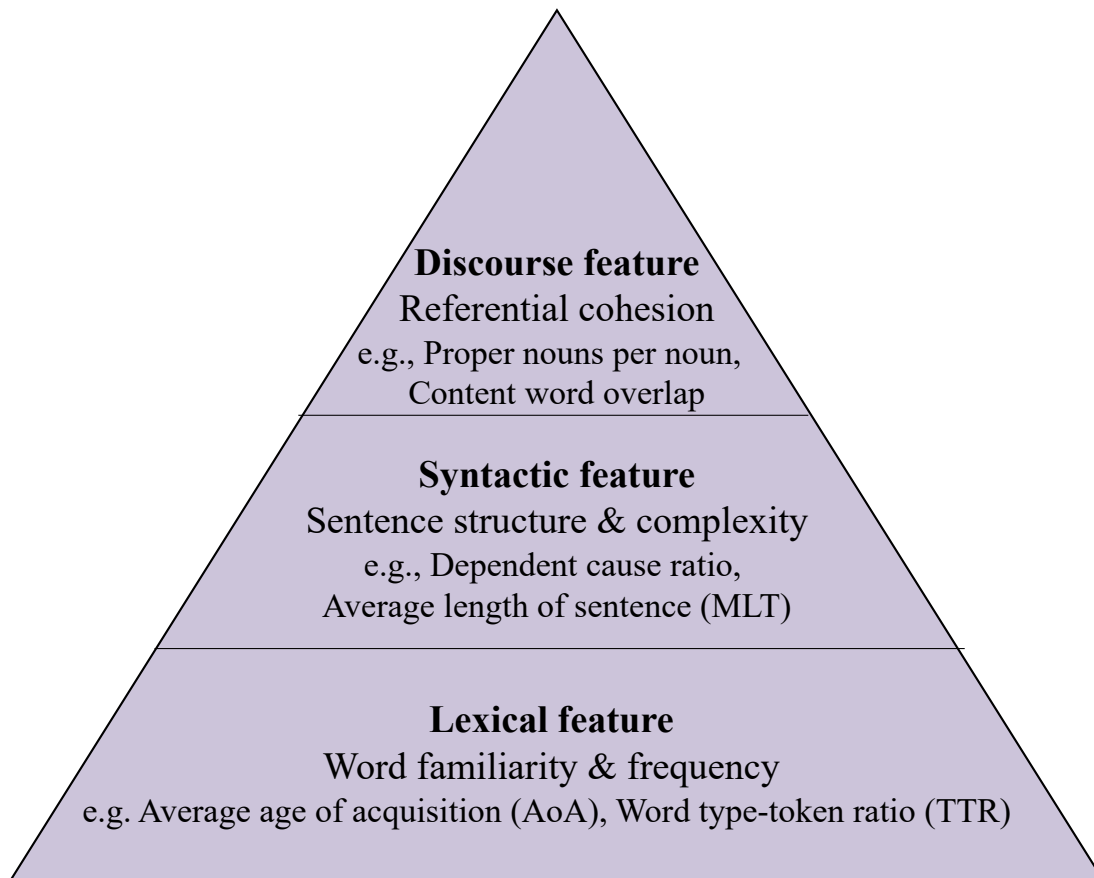 Discourse feature
Referential cohesion
e.g., Proper nouns per noun,
Content word overlap
Syntactic feature
Sentence structure & complexity
e.g., Dependent cause ratio,
Average length of sentence (MLT)
Lexical feature
Word familiarity & frequency
e.g. Average age of acquisition (AoA), Word type-token ratio (TTR)